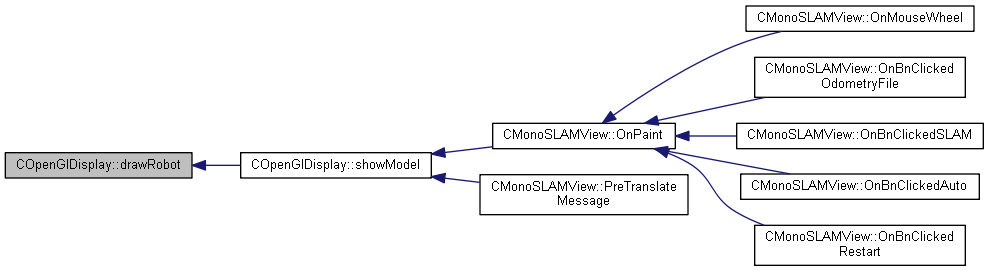 COpenGlDisplay::drawRobot
COpenGlDisplay::showModel
CMonoSLAMView::OnPaint
CMonoSLAMView::PreTranslate
Message
CMonoSLAMView::OnMouseWheel
CMonoSLAMView::OnBnClicked
OdometryFile
CMonoSLAMView::OnBnClickedSLAM
CMonoSLAMView::OnBnClickedAuto
CMonoSLAMView::OnBnClicked
Restart